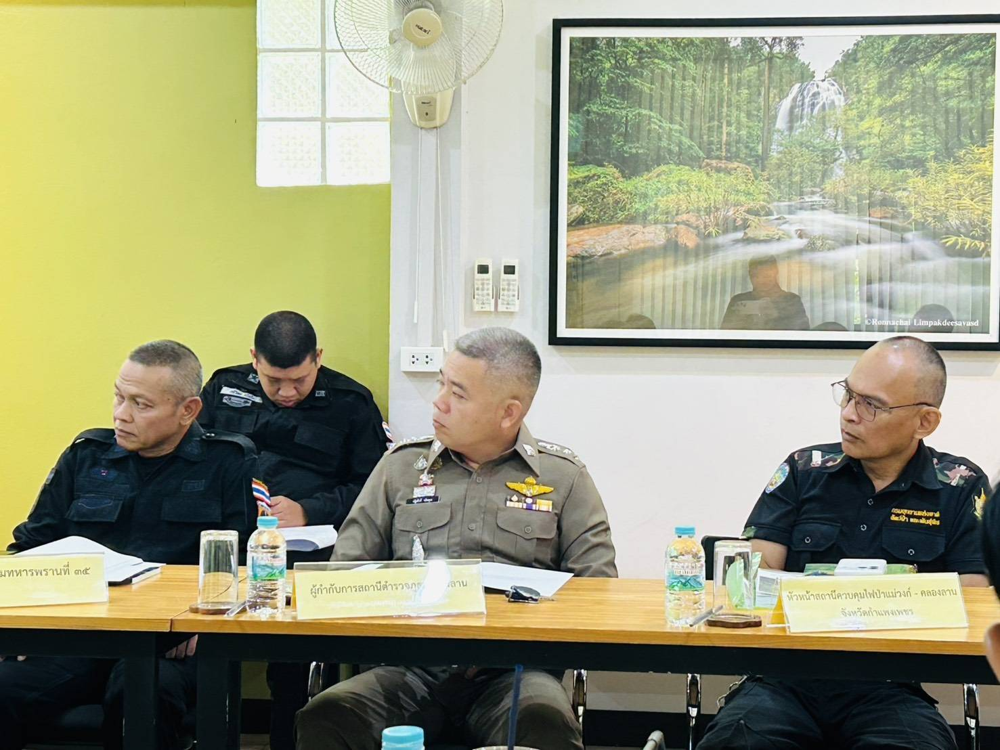 ©Ronnachai Limpakdeesavasd
กรมอุทยานแห่งชาติ
สัตว์ป่า และพันธุ์พืช
มทหารพรานที่ ๓๕
ผู้กำกับการสถานีตำรวจภ
ลาน
หัวหน้าสถานีควบคุมไฟป่าแม่วงก์ - คลองลาน
จังหวัดกำแพงเพชร